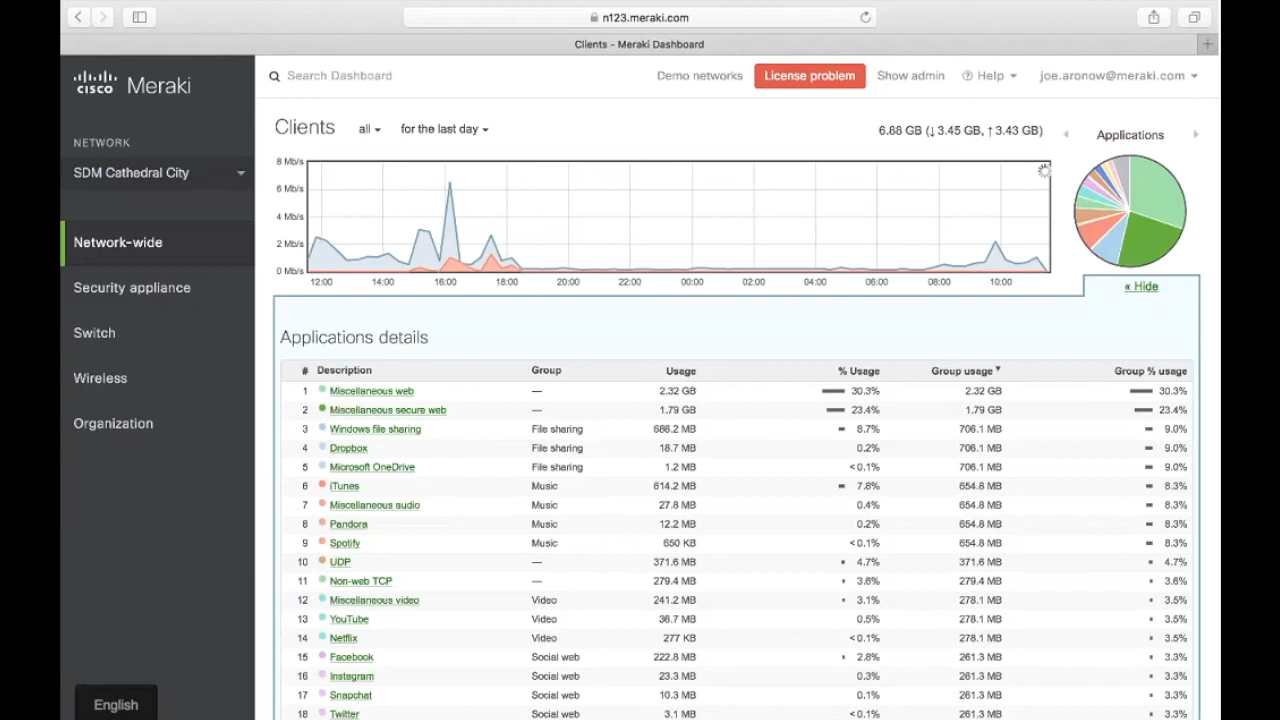 n123.meraki.com
Clients - Meraki Dashboard
cisco Meraki
Search Dashboard
Demo networks
License problem
Show admin
Help
joe.aronow@meraki.com
NETWORK
SDM Cathedral City
Network-wide
Security appliance
Switch
Wireless
Organization
English
Clients all for the last day
6.88 GB (↓ 3.45 GB, ↑ 3.43 GB)
Applications
8 Mb/s
6 Mb/s
4 Mb/s
2 Mb/s
0 Mb/s
12:00 14:00 16:00 18:00 20:00 22:00 00:00 02:00 04:00 06:00 08:00 10:00
« Hide
Applications details
# Description Group Usage % Usage Group usage ▼ Group % usage
1 Miscellaneous web — 2.32 GB 30.3% 2.32 GB 30.3%
2 Miscellaneous secure web — 1.79 GB 23.4% 1.79 GB 23.4%
3 Windows file sharing File sharing 686.2 MB 8.7% 706.1 MB 9.0%
4 Dropbox File sharing 18.7 MB 0.2% 706.1 MB 9.0%
5 Microsoft OneDrive File sharing 1.2 MB <0.1% 706.1 MB 9.0%
6 iTunes Music 614.2 MB 7.8% 654.8 MB 8.3%
7 Miscellaneous audio Music 27.8 MB 0.4% 654.8 MB 8.3%
8 Pandora Music 12.2 MB 0.2% 654.8 MB 8.3%
9 Spotify Music 650 KB <0.1% 654.8 MB 8.3%
10 UDP — 371.6 MB 4.7% 371.6 MB 4.7%
11 Non-web TCP — 279.4 MB 3.6% 279.4 MB 3.6%
12 Miscellaneous video Video 241.2 MB 3.1% 278.1 MB 3.5%
13 YouTube Video 36.7 MB 0.5% 278.1 MB 3.5%
14 Netflix Video 277 KB <0.1% 278.1 MB 3.5%
15 Facebook Social web 222.8 MB 2.8% 261.3 MB 3.3%
16 Instagram Social web 23.3 MB 0.3% 261.3 MB 3.3%
17 Snapchat Social web 10.3 MB 0.1% 261.3 MB 3.3%
18 Twitter Social web 3.1 MB <0.1% 261.3 MB 3.3%